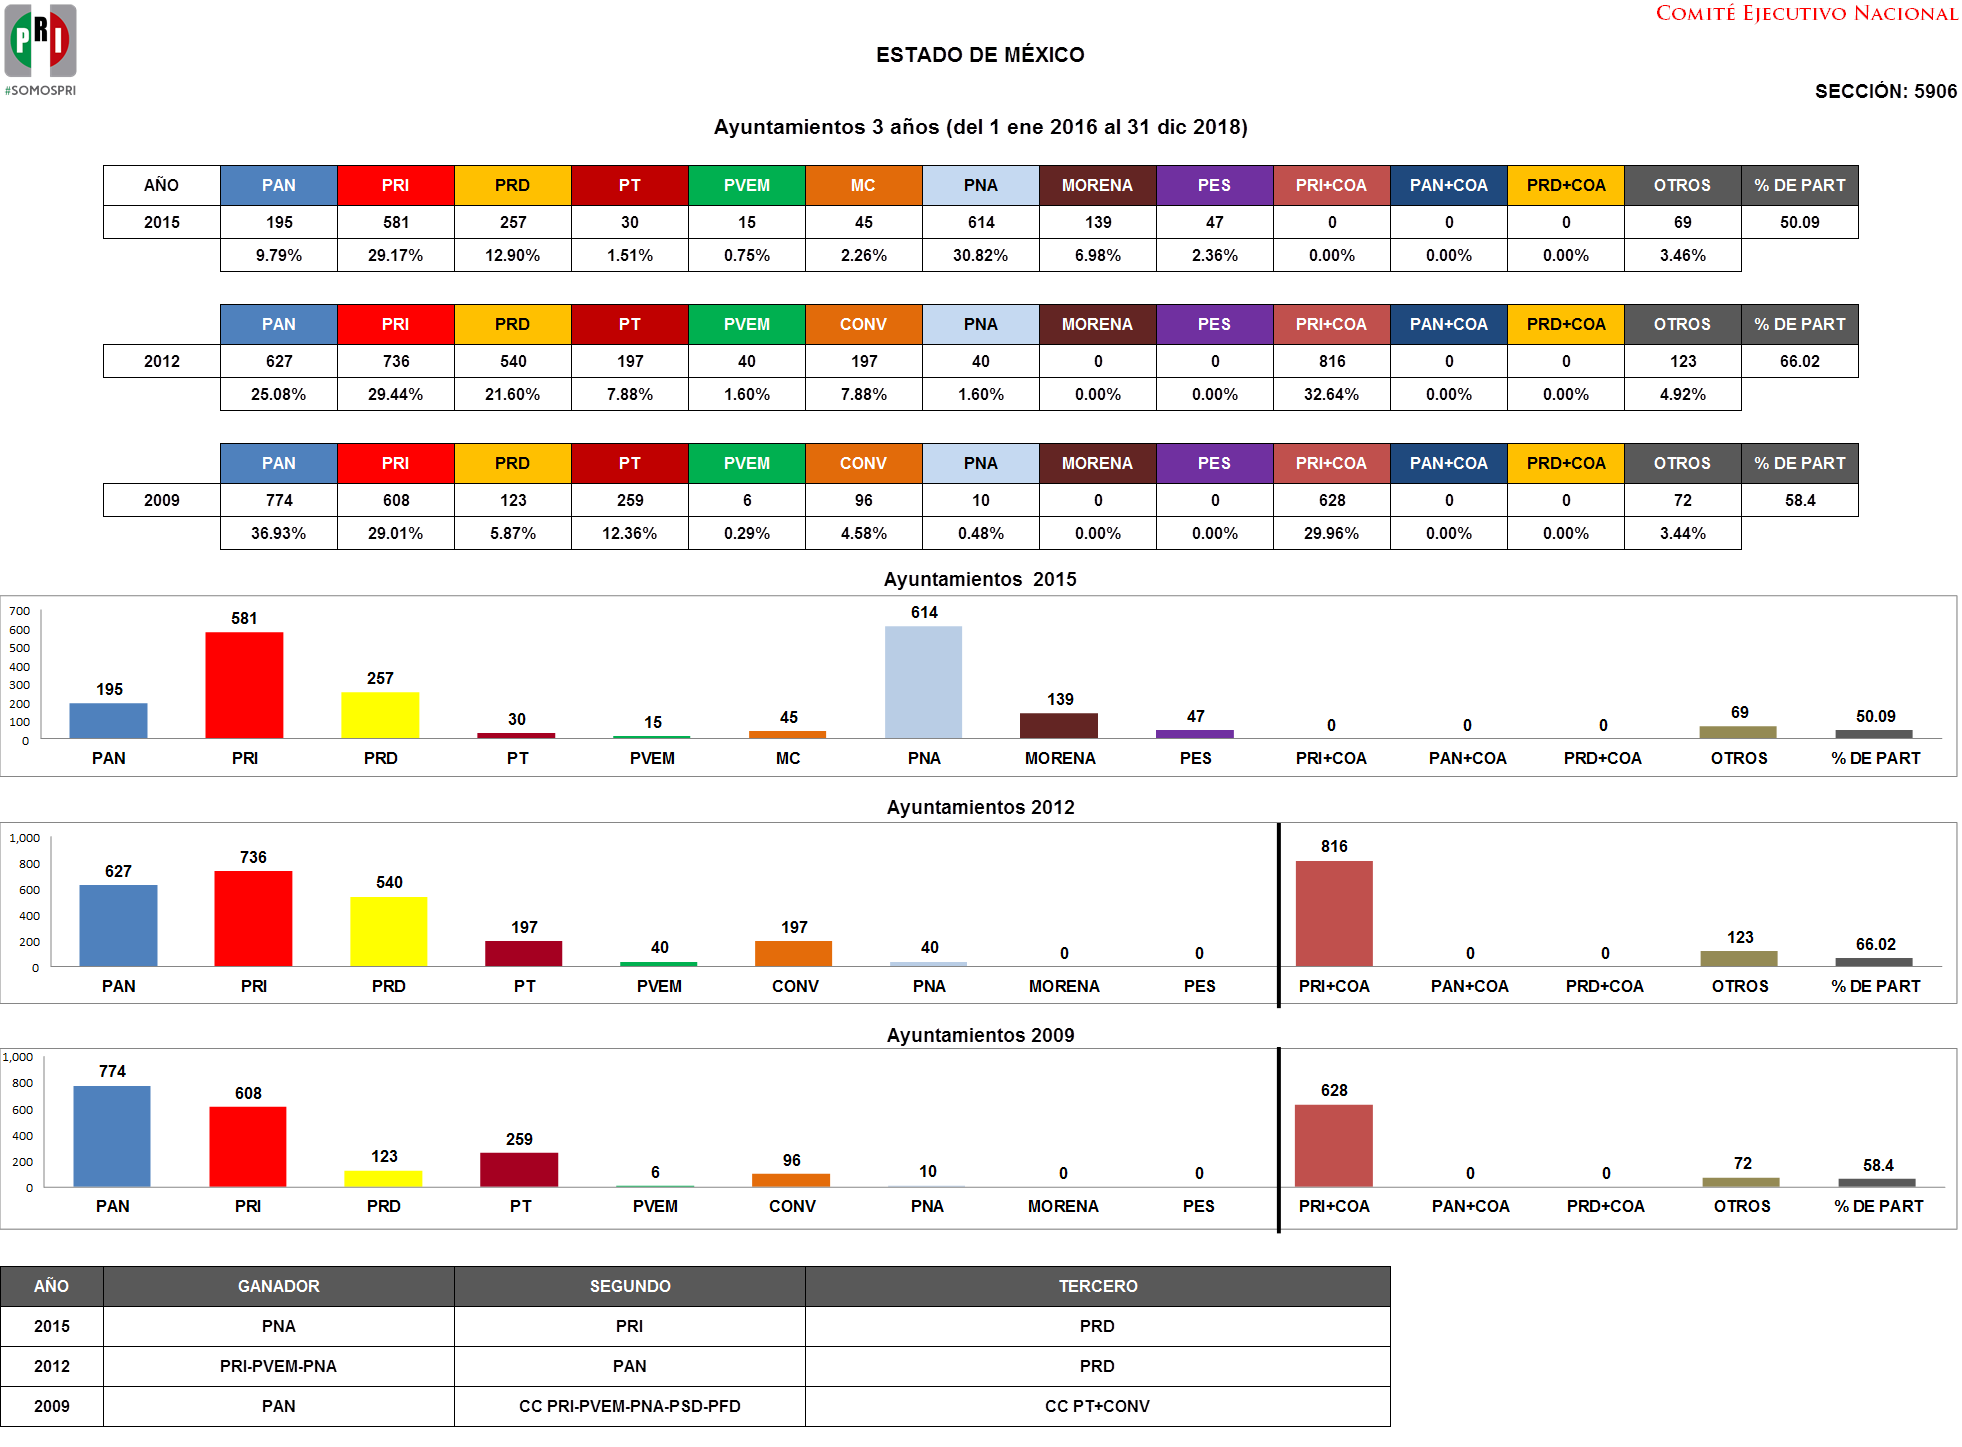 PRI
#SOMOSPRI
COMITÉ EJECUTIVO NACIONAL
ESTADO DE MÉXICO
SECCIÓN: 5906
Ayuntamientos 3 años (del 1 ene 2016 al 31 dic 2018)
AÑO PAN PRI PRD PT PVEM MC PNA MORENA PES PRI+COA PAN+COA PRD+COA OTROS % DE PART
2015 195 581 257 30 15 45 614 139 47 0 0 0 69 50.09
9.79% 29.17% 12.90% 1.51% 0.75% 2.26% 30.82% 6.98% 2.36% 0.00% 0.00% 0.00% 3.46%
PAN PRI PRD PT PVEM CONV PNA MORENA PES PRI+COA PAN+COA PRD+COA OTROS % DE PART
2012 627 736 540 197 40 197 40 0 0 816 0 0 123 66.02
25.08% 29.44% 21.60% 7.88% 1.60% 7.88% 1.60% 0.00% 0.00% 32.64% 0.00% 0.00% 4.92%
PAN PRI PRD PT PVEM CONV PNA MORENA PES PRI+COA PAN+COA PRD+COA OTROS % DE PART
2009 774 608 123 259 6 96 10 0 0 628 0 0 72 58.4
36.93% 29.01% 5.87% 12.36% 0.29% 4.58% 0.48% 0.00% 0.00% 29.96% 0.00% 0.00% 3.44%
Ayuntamientos 2015
700
600
500
400
300
200
100
0
195 581 257 30 15 45 614 139 47 0 0 0 69 50.09
PAN PRI PRD PT PVEM MC PNA MORENA PES PRI+COA PAN+COA PRD+COA OTROS % DE PART
Ayuntamientos 2012
1,000
800
600
400
200
0
627 736 540 197 40 197 40 0 0 816 0 0 123 66.02
PAN PRI PRD PT PVEM CONV PNA MORENA PES PRI+COA PAN+COA PRD+COA OTROS % DE PART
Ayuntamientos 2009
1,000
800
600
400
200
0
774 608 123 259 6 96 10 0 0 628 0 0 72 58.4
PAN PRI PRD PT PVEM CONV PNA MORENA PES PRI+COA PAN+COA PRD+COA OTROS % DE PART
AÑO GANADOR SEGUNDO TERCERO
2015 PNA PRI PRD
2012 PRI-PVEM-PNA PAN PRD
2009 PAN CC PRI-PVEM-PNA-PSD-PFD CC PT+CONV